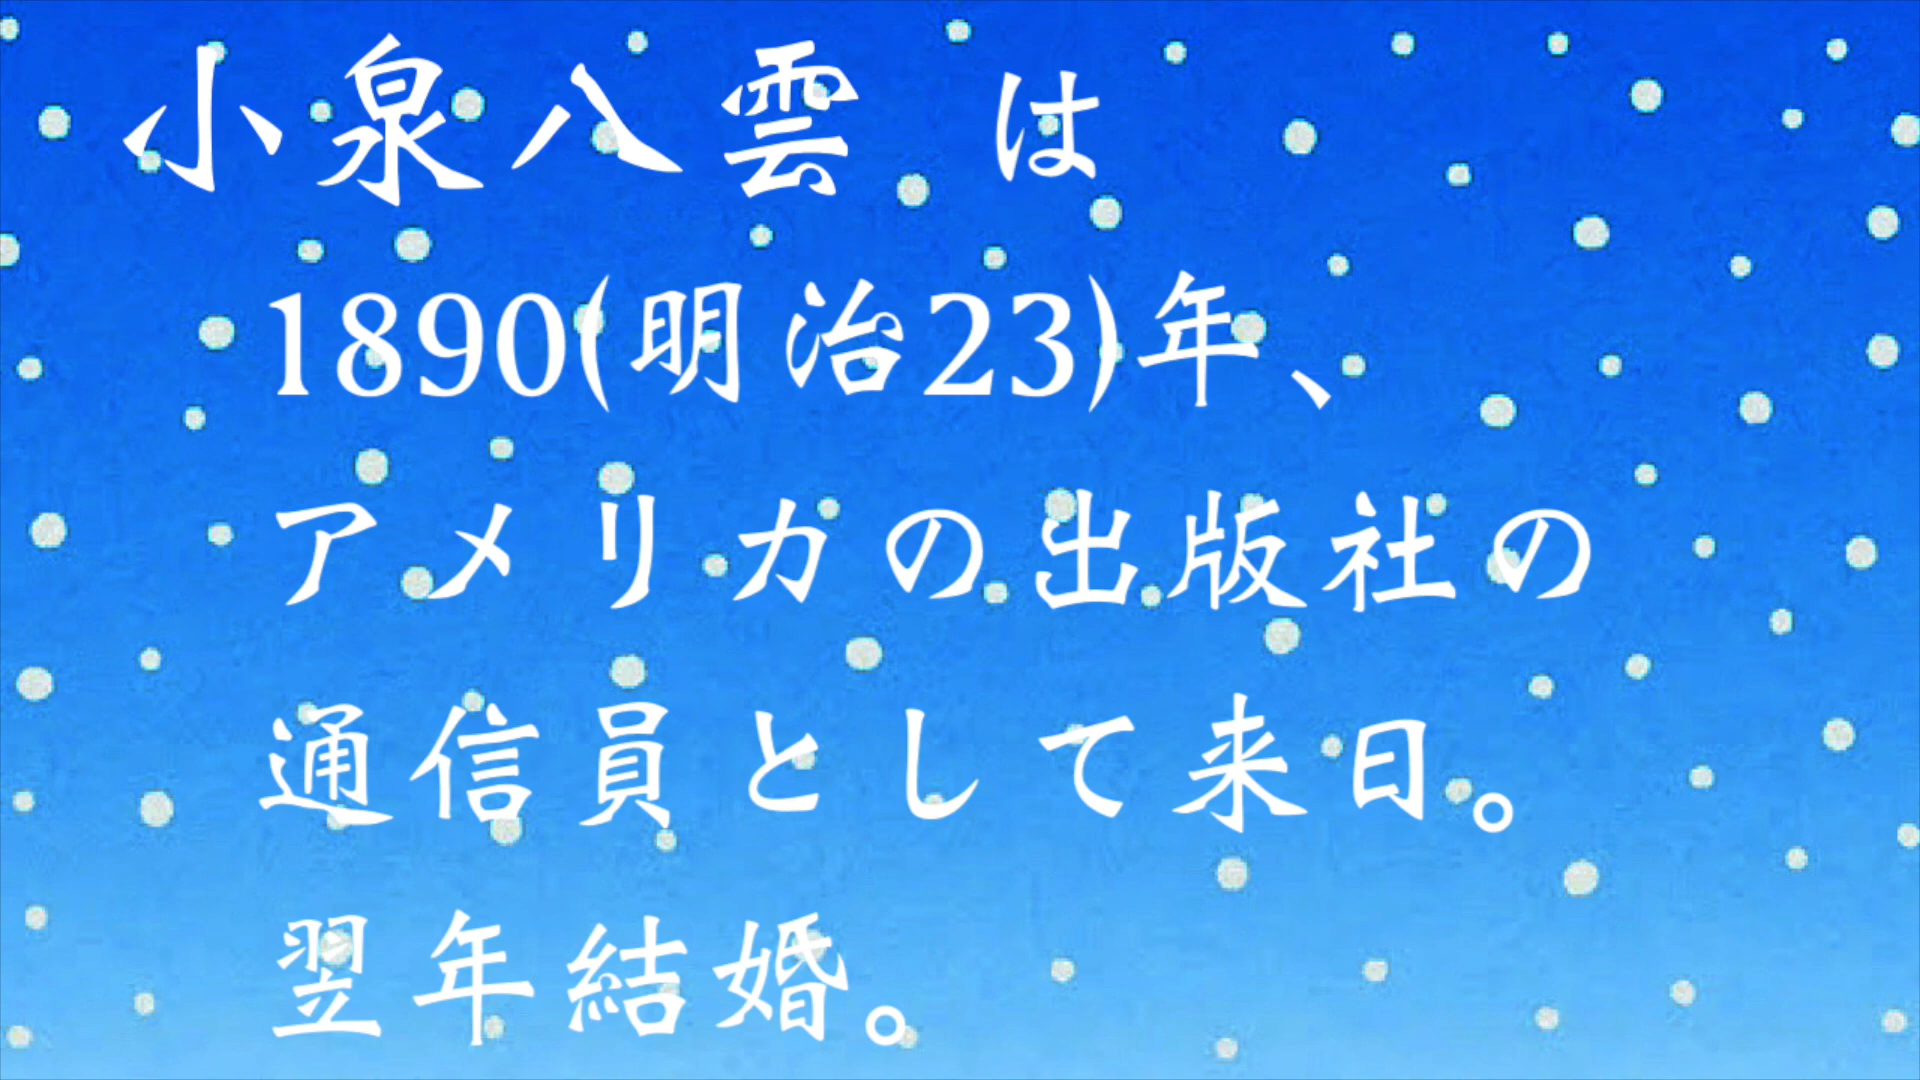 小泉八雲 は
1890(明治23)年、
アメリカの出版社の
通信員として来日。
翌年結婚。